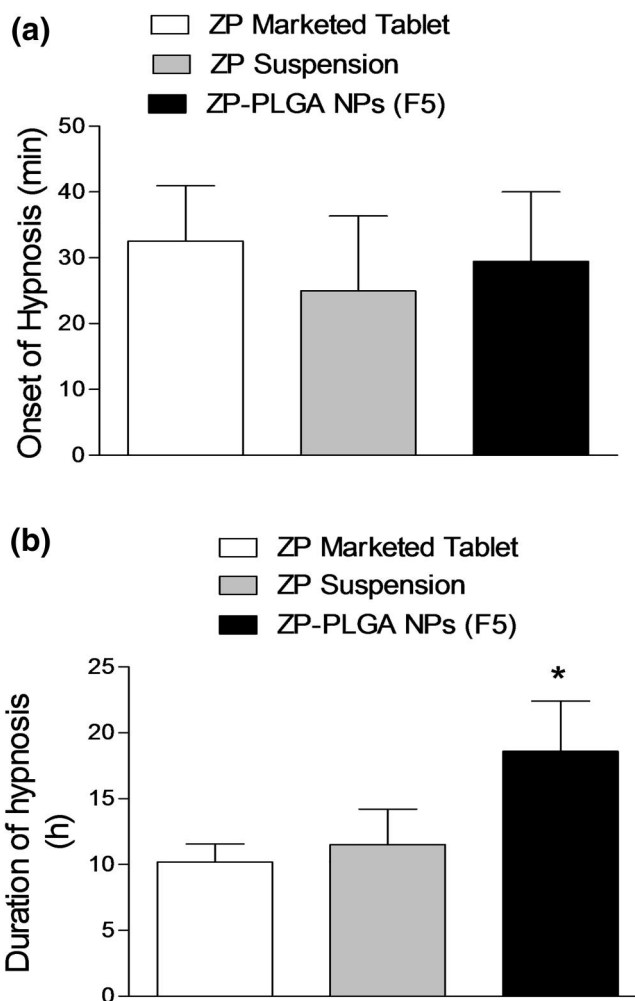 (a)
ZP Marketed Tablet
ZP Suspension
ZP-PLGA NPs (F5)
Onset of Hypnosis (min)
50
40
30
20
10
0
(b)
ZP Marketed Tablet
ZP Suspension
ZP-PLGA NPs (F5)
Duration of hypnosis
(h)
25
20
15
10
5
0
*